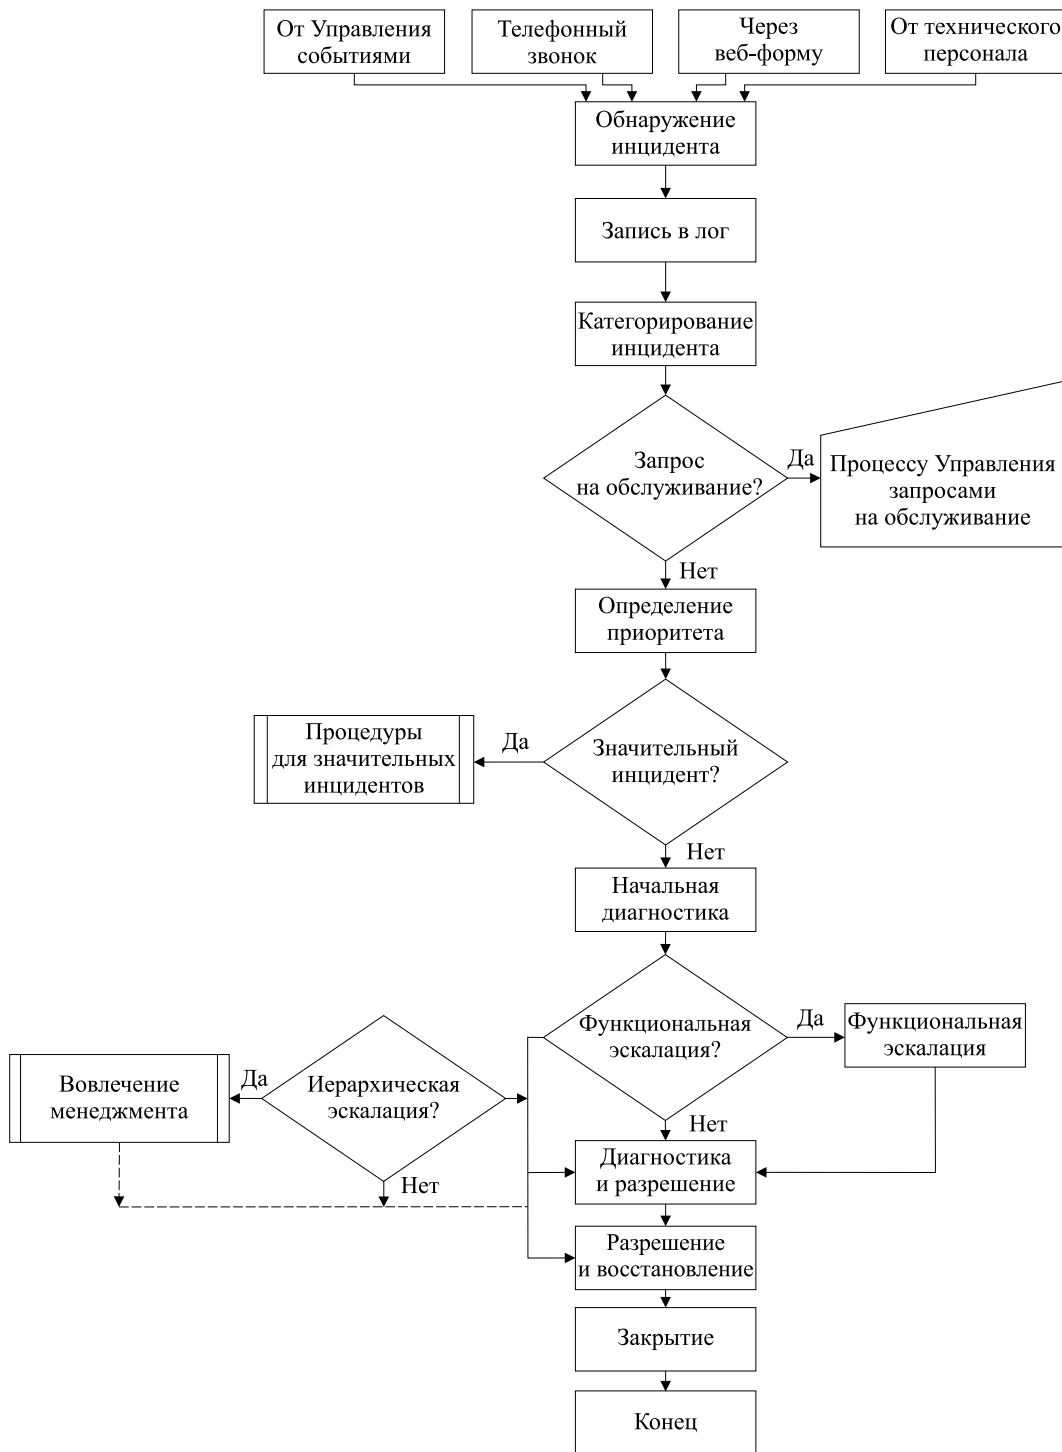 От Управления
событиями
Телефонный
звонок
Через
веб-форму
От технического
персонала
Обнаружение
инцидента
Запись в лог
Категорирование
инцидента
Запрос
на обслуживание?
Да
Процессу Управления
запросами
на обслуживание
Нет
Определение
приоритета
Процедуры
для значительных
инцидентов
Да
Значительный
инцидент?
Нет
Начальная
диагностика
Функциональная
эскалация?
Да
Функциональная
эскалация
Вовлечение
менеджмента
Да
Иерархическая
эскалация?
Нет
Нет
Диагностика
и разрешение
Разрешение
и восстановление
Закрытие
Конец